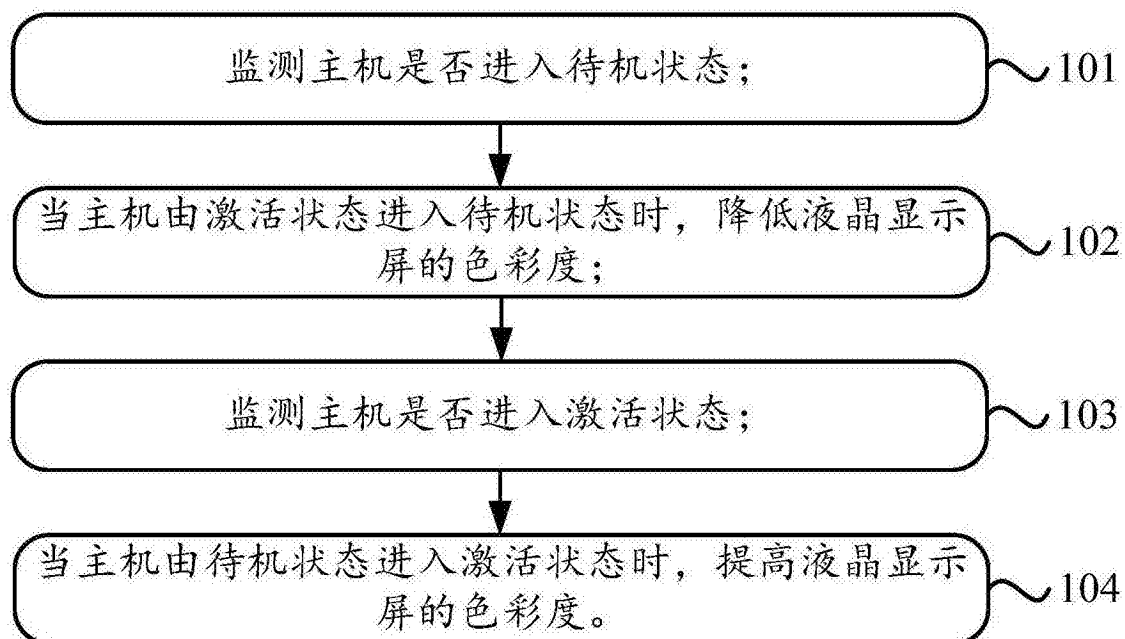 监测主机是否进入待机状态；
101
当主机由激活状态进入待机状态时，降低液晶显示
屏的色彩度；
102
监测主机是否进入激活状态；
103
当主机由待机状态进入激活状态时，提高液晶显示
屏的色彩度。
104